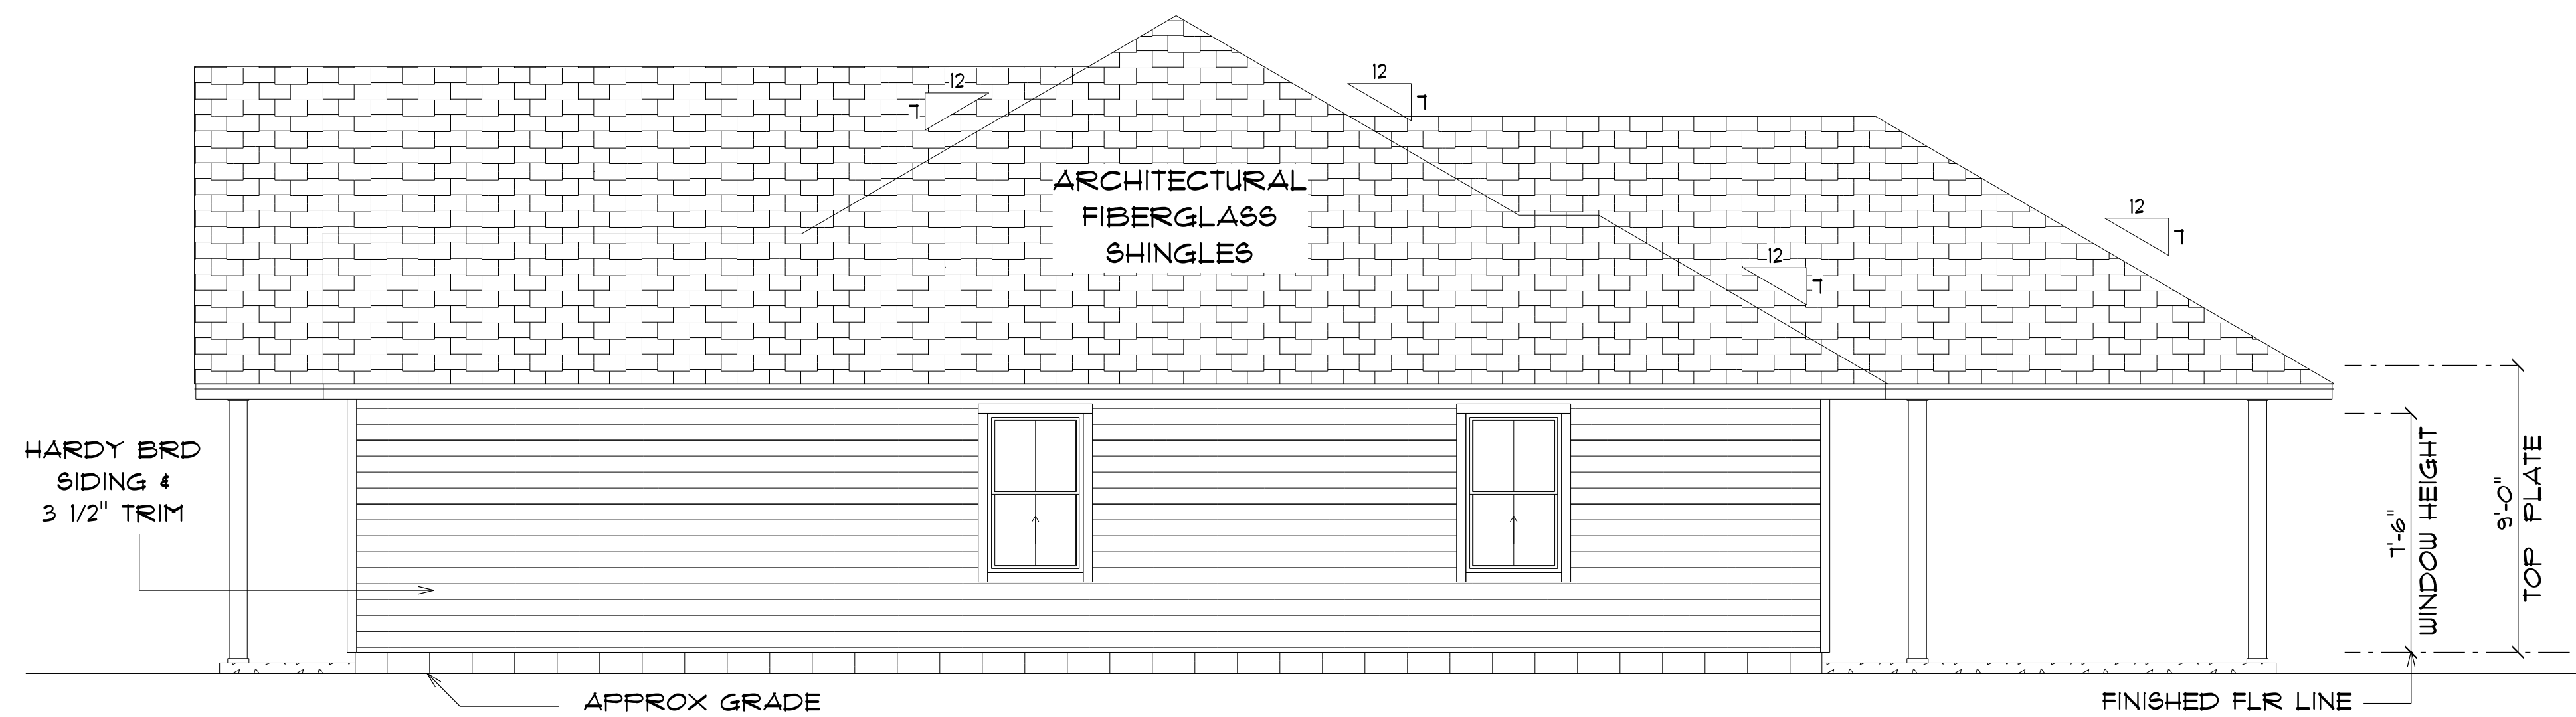 12
7
12
7
ARCHITECTURAL
FIBERGLASS
SHINGLES
12
7
12
7
HARDY BRD
SIDING &
3 1/2" TRIM
7'-6"
WINDOW HEIGHT
9'-0"
TOP PLATE
APPROX GRADE
FINISHED FLR LINE